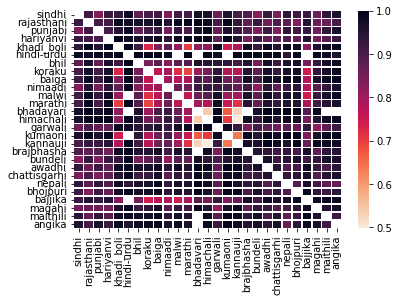 sindhi
rajasthani
punjabi
hariyanvi
khadi_boli
hindi-urdu
bhil
koraku
baiga
nimaadi
malwi
marathi
bhadavari
himachali
garwali
kumaoni
kannauji
brajbhasha
bundeli
awadhi
chattisgarhi
nepali
bhojpuri
bajjika
magahi
maithili
angika
sindhi
rajasthani
punjabi
hariyanvi
khadi_boli
hindi-urdu
bhil
koraku
baiga
nimaadi
malwi
marathi
bhadavari
himachali
garwali
kumaoni
kannauji
brajbhasha
bundeli
awadhi
chattisgarhi
nepali
bhojpuri
bajjika
magahi
maithili
angika
1.0
0.9
0.8
0.7
0.6
0.5